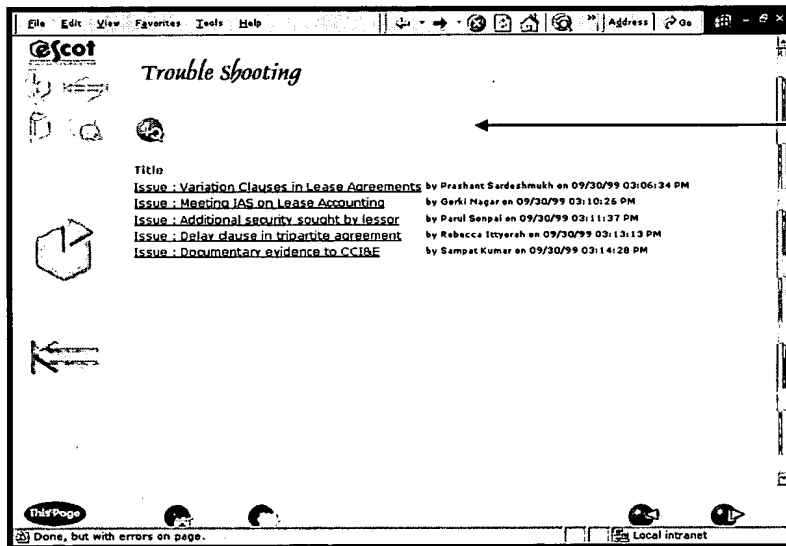 File Edit View Favorites Tools Help » Address Go
eScot
Trouble Shooting
Title
Issue : Variation Clauses in Lease Agreements by Prashant Sardeshmukh on 09/30/99 03:06:34 PM
Issue : Meeting IAS on Lease Accounting by Gerki Nagar on 09/30/99 03:10:26 PM
Issue : Additional security sought by lessor by Parul Sonpal on 09/30/99 03:11:37 PM
Issue : Delay clause in tripartite agreement by Rebecca Ittyerah on 09/30/99 03:13:13 PM
Issue : Documentary evidence to CCI&E by Sampat Kumar on 09/30/99 03:14:28 PM
This Page
Done, but with errors on page. Local intranet